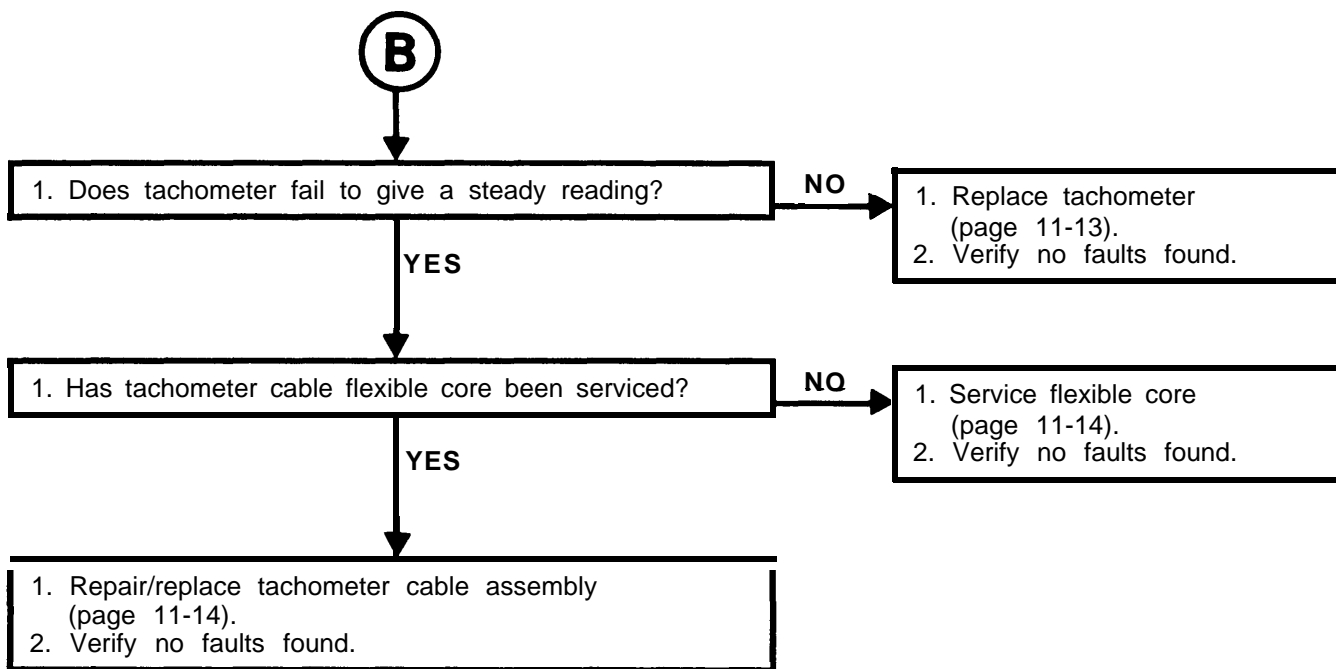 B
1. Does tachometer fail to give a steady reading?
NO
1. Replace tachometer
(page 11-13).
2. Verify no faults found.
YES
1. Has tachometer cable flexible core been serviced?
NO
1. Service flexible core
(page 11-14).
2. Verify no faults found.
YES
1. Repair/replace tachometer cable assembly
(page 11-14).
2. Verify no faults found.